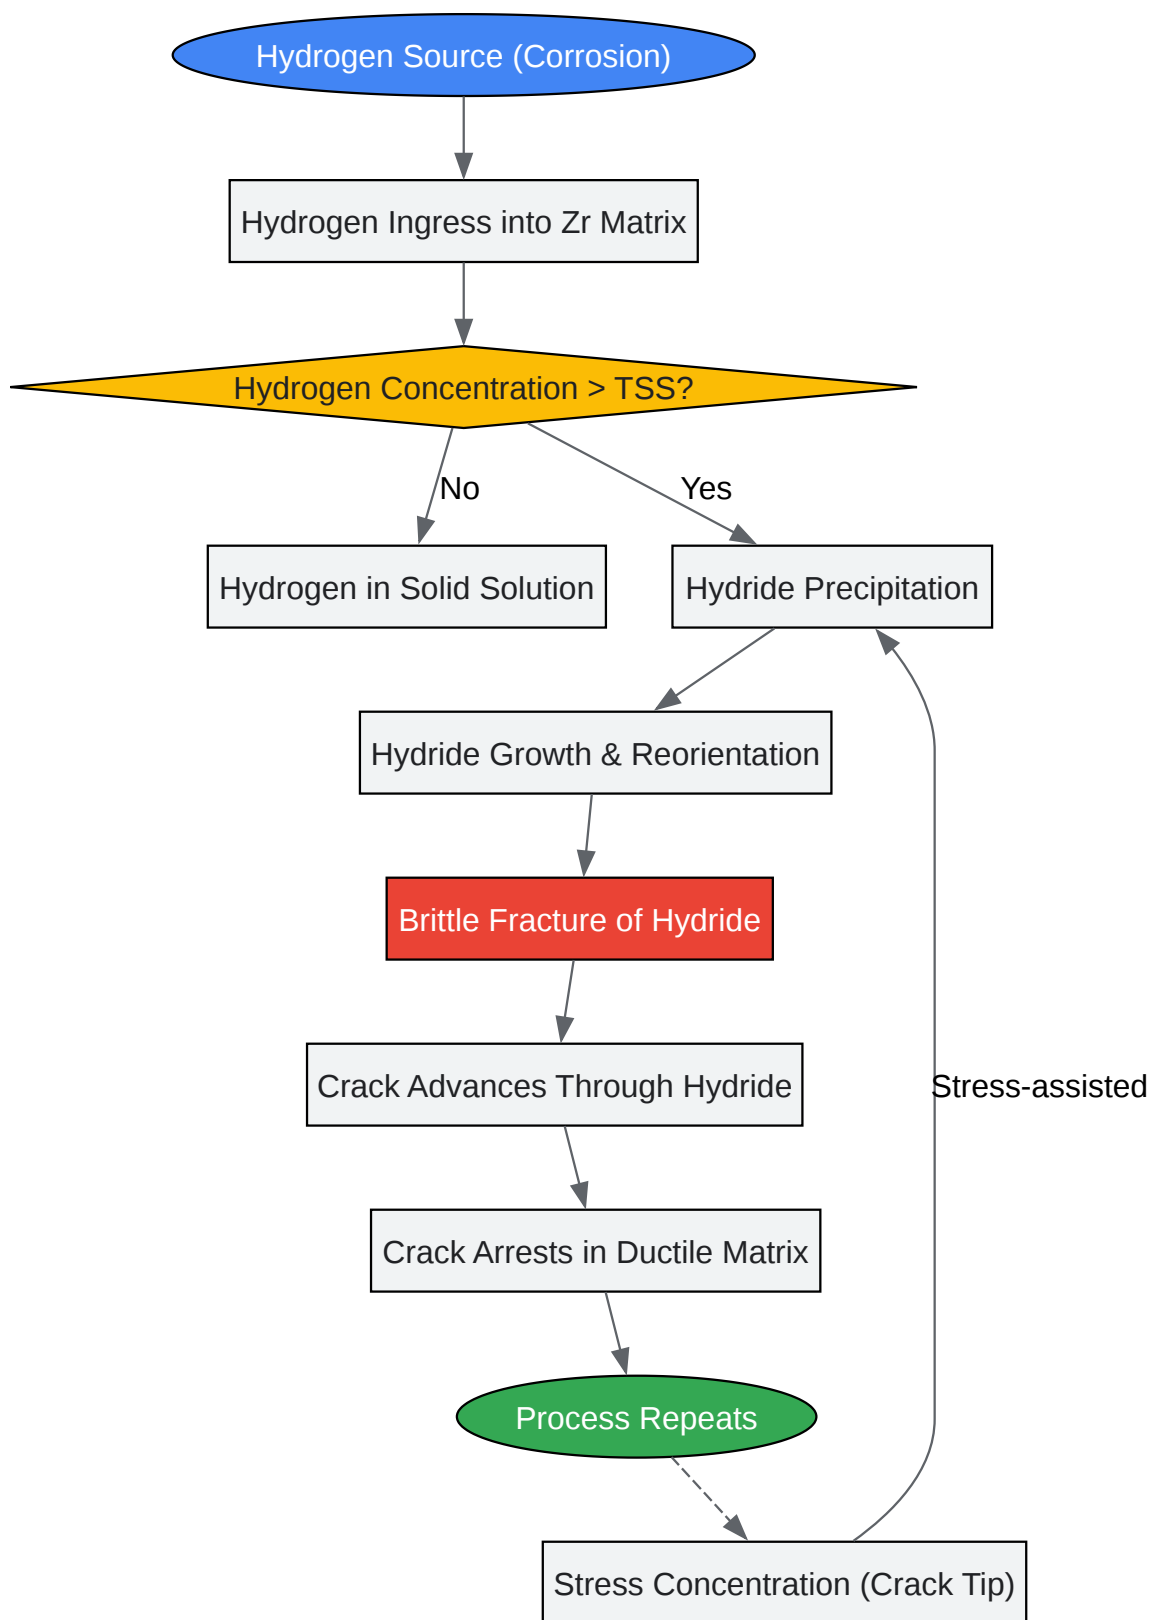 Hydrogen Source (Corrosion)
Hydrogen Ingress into Zr Matrix
Hydrogen Concentration > TSS?
No
Yes
Hydrogen in Solid Solution
Hydride Precipitation
Hydride Growth & Reorientation
Brittle Fracture of Hydride
Crack Advances Through Hydride
Stress-assisted
Crack Arrests in Ductile Matrix
Process Repeats
Stress Concentration (Crack Tip)